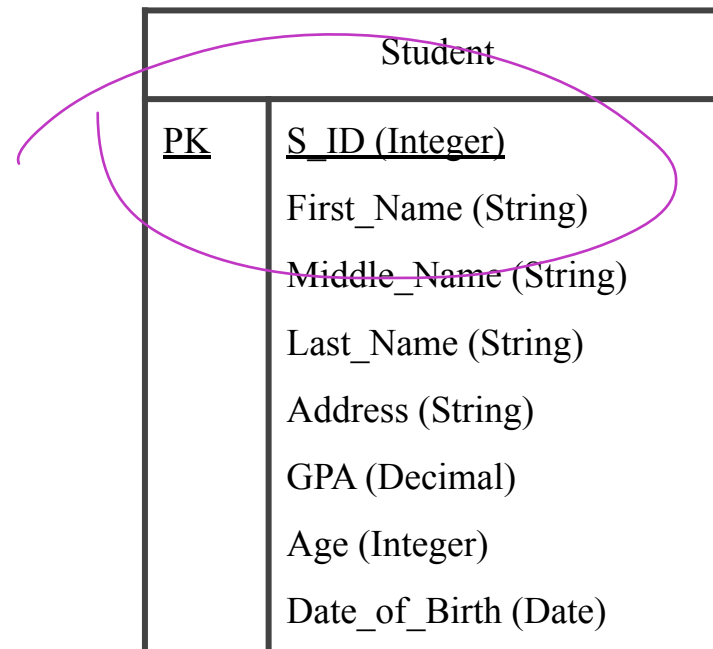 Student
PK S_ID (Integer)
First_Name (String)
Middle_Name (String)
Last_Name (String)
Address (String)
GPA (Decimal)
Age (Integer)
Date_of_Birth (Date)